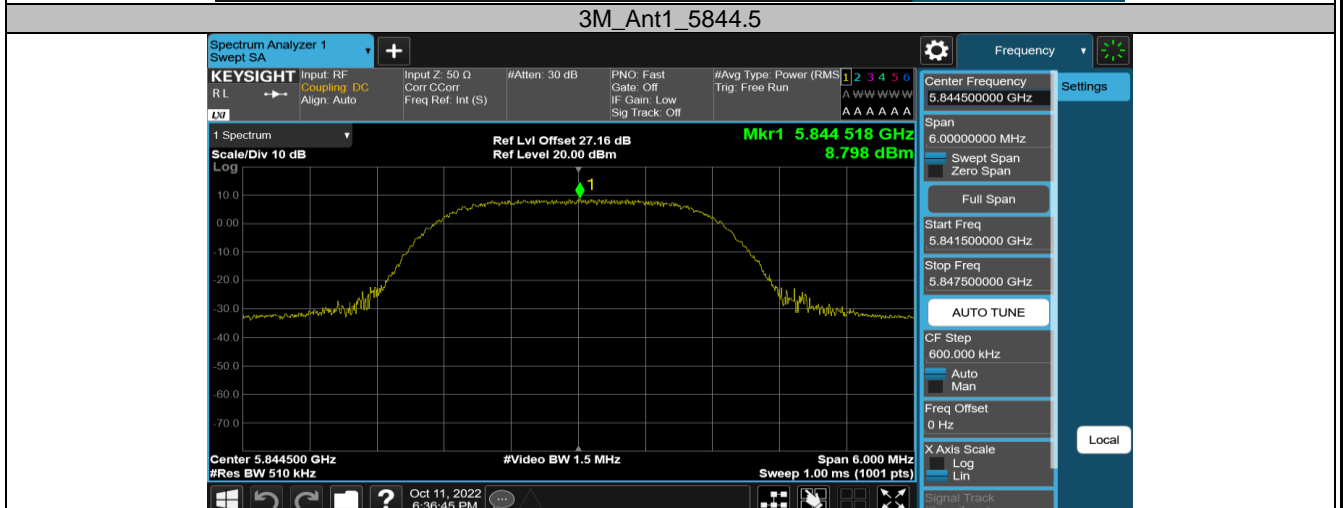 3M_Ant1_5844.5
Spectrum Analyzer 1
Swept SA
Frequency
KEYSIGHT
RL
LXI
Input: RF
Coupling: DC
Align: Auto
Input Z: 50 Ω
Corr CCorr
Freq Ref: Int (S)
#Atten: 30 dB
PNO: Fast
Gate: Off
IF Gain: Low
Sig Track: Off
#Avg Type: Power (RMS
Trig: Free Run
1 2 3 4 5 6
A W W W W W
A A A A A A
1 Spectrum
Scale/Div 10 dB
Log
Ref Lvl Offset 27.16 dB
Ref Level 20.00 dBm
Mkr1 5.844 518 GHz
8.798 dBm
1
10.0
0.00
-10.0
-20.0
-30.0
-40.0
-50.0
-60.0
-70.0
Center 5.844500 GHz
#Res BW 510 kHz
#Video BW 1.5 MHz
Span 6.000 MHz
Sweep 1.00 ms (1001 pts)
Oct 11, 2022
6:36:45 PM
Center Frequency
5.844500000 GHz
Span
6.00000000 MHz
Swept Span
Zero Span
Full Span
Start Freq
5.841500000 GHz
Stop Freq
5.847500000 GHz
AUTO TUNE
CF Step
600.000 kHz
Auto
Man
Freq Offset
0 Hz
X Axis Scale
Log
Lin
Signal Track
Settings
Local